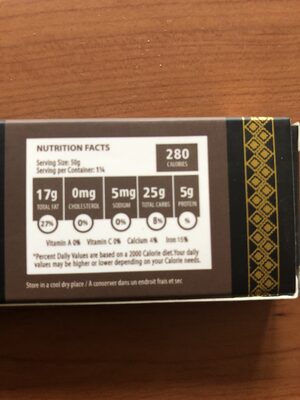 NUTRITION FACTS
Serving Size: 50g
Serving per Container: 1¼
280
CALORIES
17g 0mg 5mg 25g 5g
TOTAL FAT CHOLESTEROL SODIUM TOTAL CARBS PROTEIN
27% 0% 0% 8% %
Vitamin A 0% Vitamin C 0% Calcium 4% Iron 15%
*Percent Daily Values are based on a 2000 Calorie diet.Your daily
values may be higher or lower depending on your Calorie needs.
Store in a cool dry place / A conserver dans un endruit frais et sec